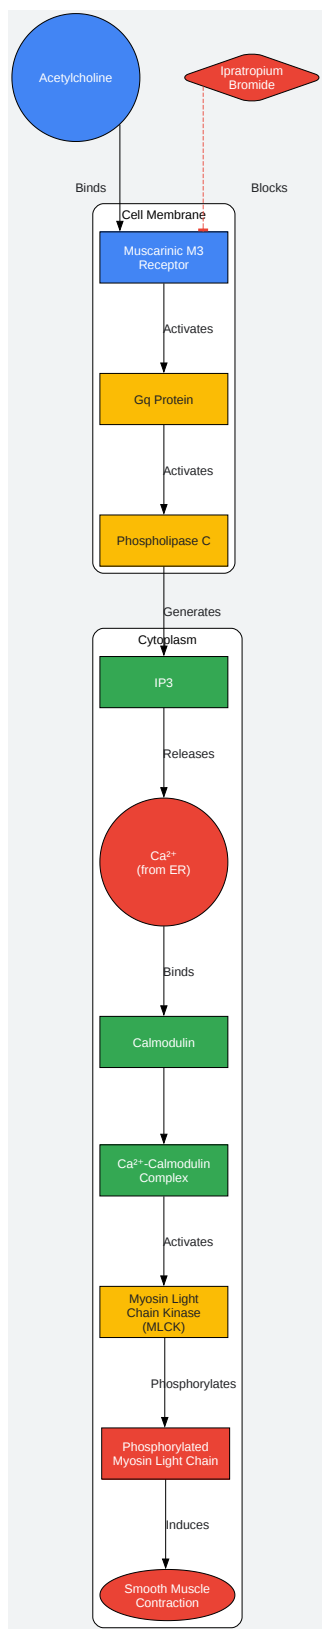 Acetylcholine
Ipratropium
Bromide
Binds
Blocks
Cell Membrane
Muscarinic M3
Receptor
Activates
Gq Protein
Activates
Phospholipase C
Generates
Cytoplasm
IP3
Releases
Ca²⁺
(from ER)
Binds
Calmodulin
Ca²⁺-Calmodulin
Complex
Activates
Myosin Light
Chain Kinase
(MLCK)
Phosphorylates
Phosphorylated
Myosin Light Chain
Induces
Smooth Muscle
Contraction